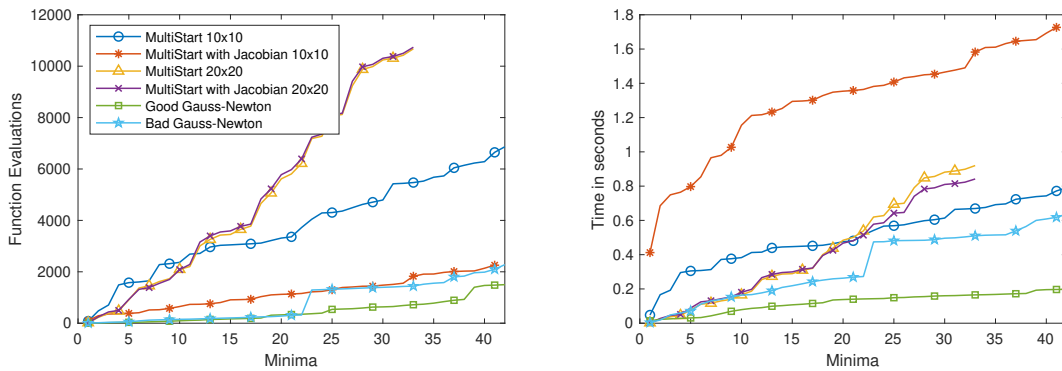 12000
10000
8000
6000
4000
2000
0
Function Evaluations
MultiStart 10x10
MultiStart with Jacobian 10x10
MultiStart 20x20
MultiStart with Jacobian 20x20
Good Gauss-Newton
Bad Gauss-Newton
0 5 10 15 20 25 30 35 40
Minima
1.8
1.6
1.4
1.2
1
0.8
0.6
0.4
0.2
0
Time in seconds
0 5 10 15 20 25 30 35 40
Minima